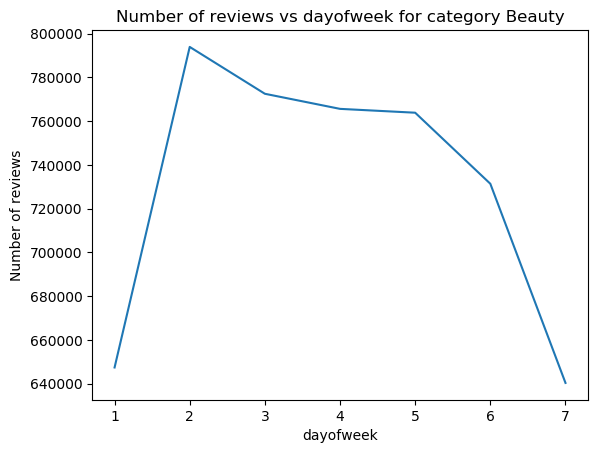 Number of reviews vs dayofweek for category Beauty
800000
780000
760000
740000
720000
700000
680000
660000
640000
Number of reviews
1 2 3 4 5 6 7
dayofweek